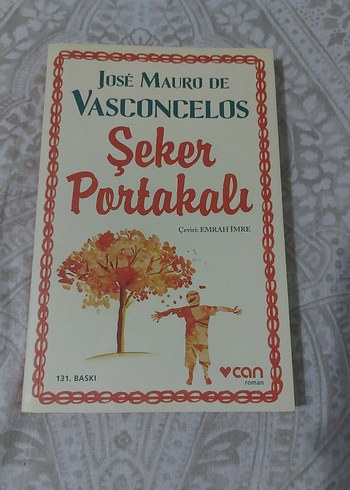 JOSÉ MAURO DE
VASCONCELOS
Şeker
Portakalı
Çeviri: EMRAH İMRE
131. BASKI
can
roman